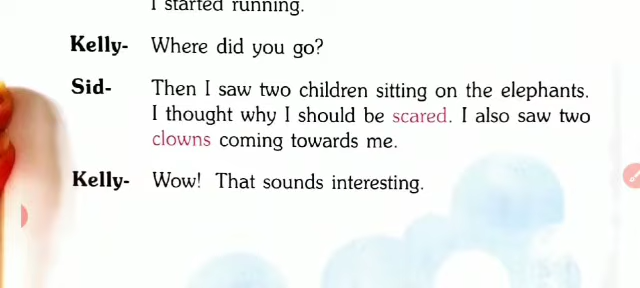 I started running.
Kelly- Where did you go?
Sid- Then I saw two children sitting on the elephants.
I thought why I should be scared. I also saw two
clowns coming towards me.
Kelly- Wow! That sounds interesting.